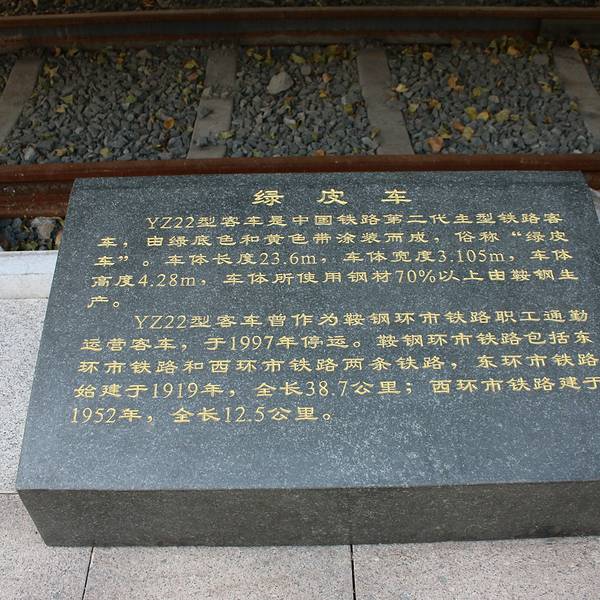 绿皮车
YZ22型客车是中国铁路第二代主型铁路客
车，由绿底色和黄色带涂装而成，俗称“绿皮
车”。车体长度23.6m，车体宽度3.105m，车体
高度4.28m，车体所使用钢材70%以上由鞍钢生
产。
YZ22型客车曾作为鞍钢环市铁路职工通勤
运营客车，于1997年停运。鞍钢环市铁路包括东
环市铁路和西环市铁路两条铁路，东环市铁路
始建于1919年，全长38.7公里；西环市铁路建于
1952年，全长12.5公里。